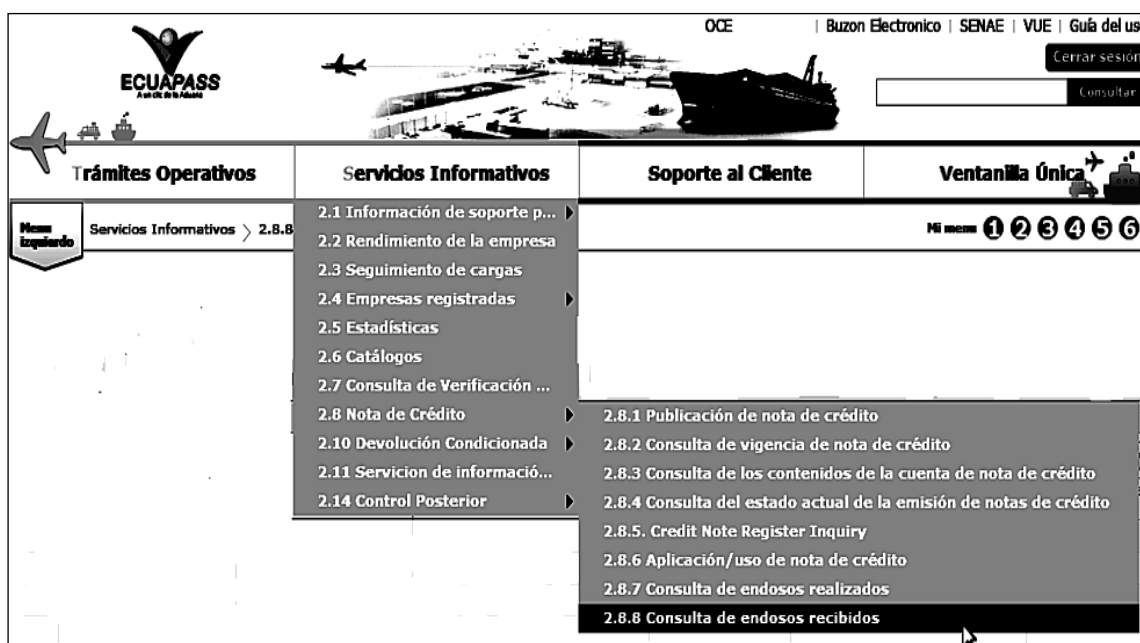 OCE | Buzon Electronico | SENAE | VUE | Guía del us
Cerrar sesión
ECUAPASS
A un clic de la Aduana
Consultar
Trámites Operativos
Servicios Informativos
Soporte al Cliente
Ventanilla Única
Menu
izquierdo
Servicios Informativos > 2.8.8
Mi menu 1 2 3 4 5 6
2.1 Información de soporte p...
2.2 Rendimiento de la empresa
2.3 Seguimiento de cargas
2.4 Empresas registradas
2.5 Estadísticas
2.6 Catálogos
2.7 Consulta de Verificación ...
2.8 Nota de Crédito
2.10 Devolución Condicionada
2.11 Servicion de informació...
2.14 Control Posterior
2.8.1 Publicación de nota de crédito
2.8.2 Consulta de vigencia de nota de crédito
2.8.3 Consulta de los contenidos de la cuenta de nota de crédito
2.8.4 Consulta del estado actual de la emisión de notas de crédito
2.8.5. Credit Note Register Inquiry
2.8.6 Aplicación/uso de nota de crédito
2.8.7 Consulta de endosos realizados
2.8.8 Consulta de endosos recibidos